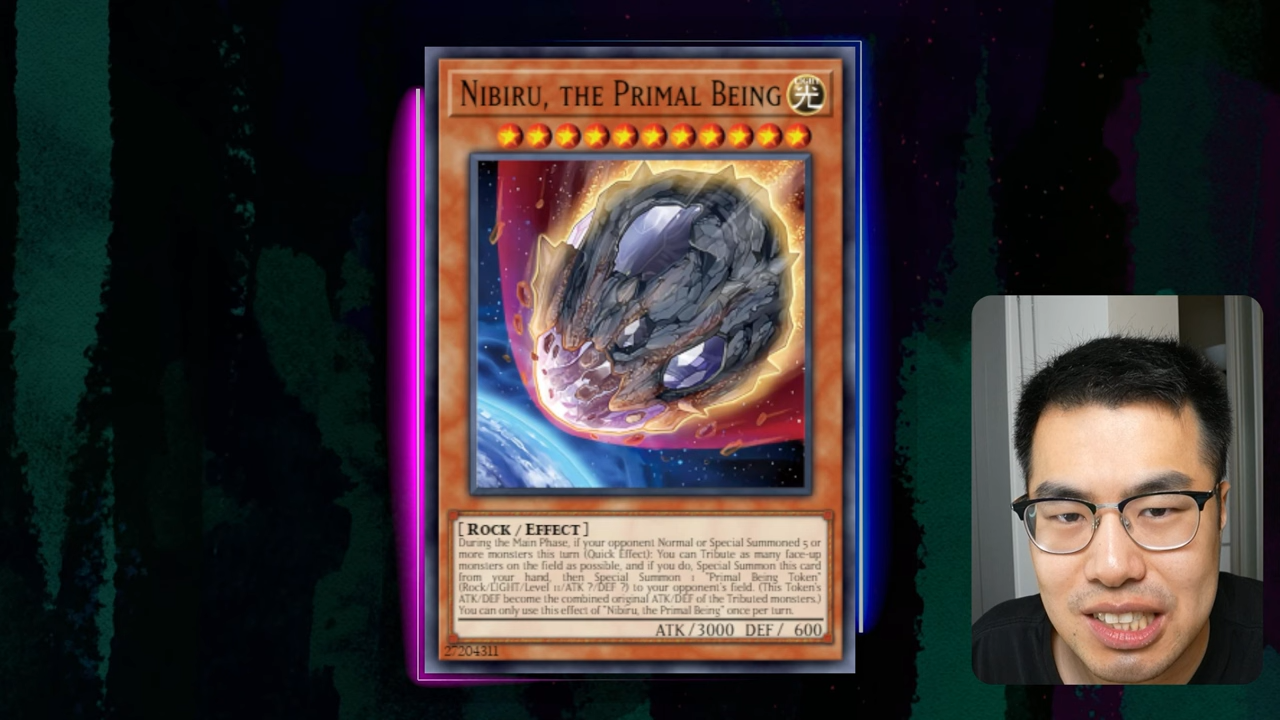 NIBIRU, THE PRIMAL BEING
LIGHT
光
[ROCK / EFFECT]
During the Main Phase, if your opponent Normal or Special Summoned 5 or
more monsters this turn (Quick Effect): You can Tribute as many face-up
monsters on the field as possible, and if you do, Special Summon this card
from your hand, then Special Summon 1 "Primal Being Token"
(Rock/LIGHT/Level 11/ATK ?/DEF ?) to your opponent's field. (This Token's
ATK/DEF become the combined original ATK/DEF of the Tributed monsters.)
You can only use this effect of "Nibiru, the Primal Being" once per turn.
ATK/3000 DEF/ 600
27204311